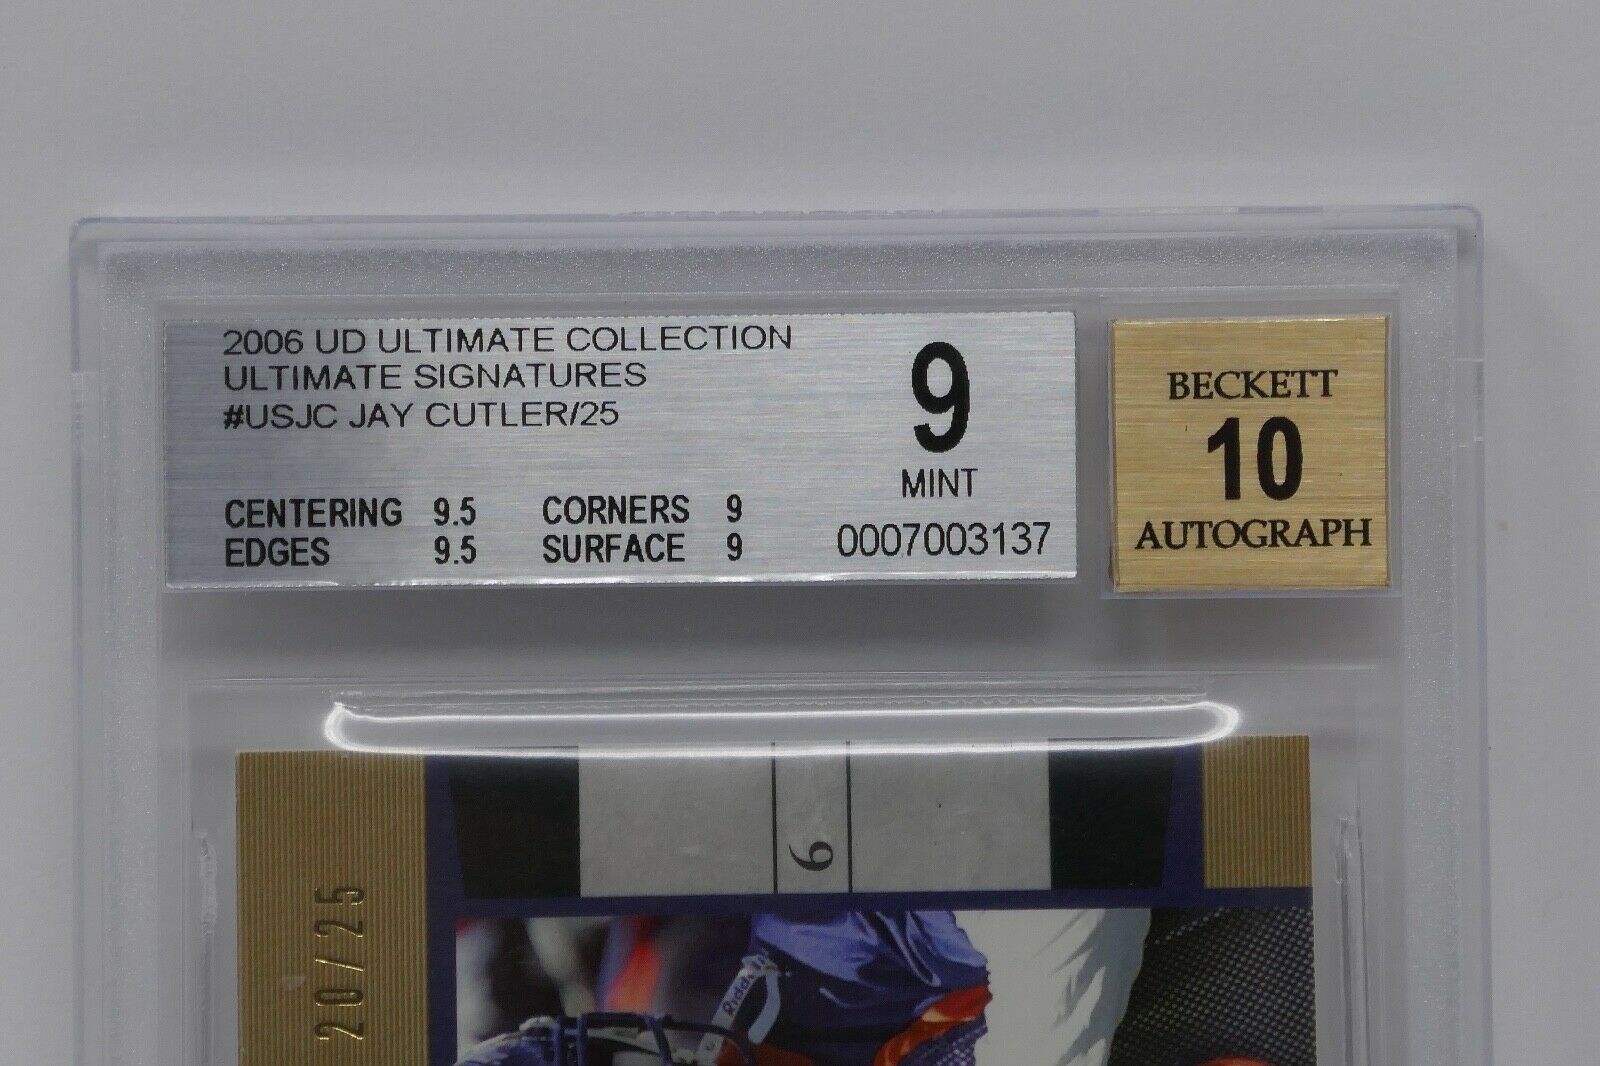 2006 UD ULTIMATE COLLECTION
ULTIMATE SIGNATURES
#USJC JAY CUTLER/25
CENTERING 9.5 CORNERS 9
EDGES 9.5 SURFACE 9
9
MINT
0007003137
BECKETT
10
AUTOGRAPH
6
20/25
Riddell